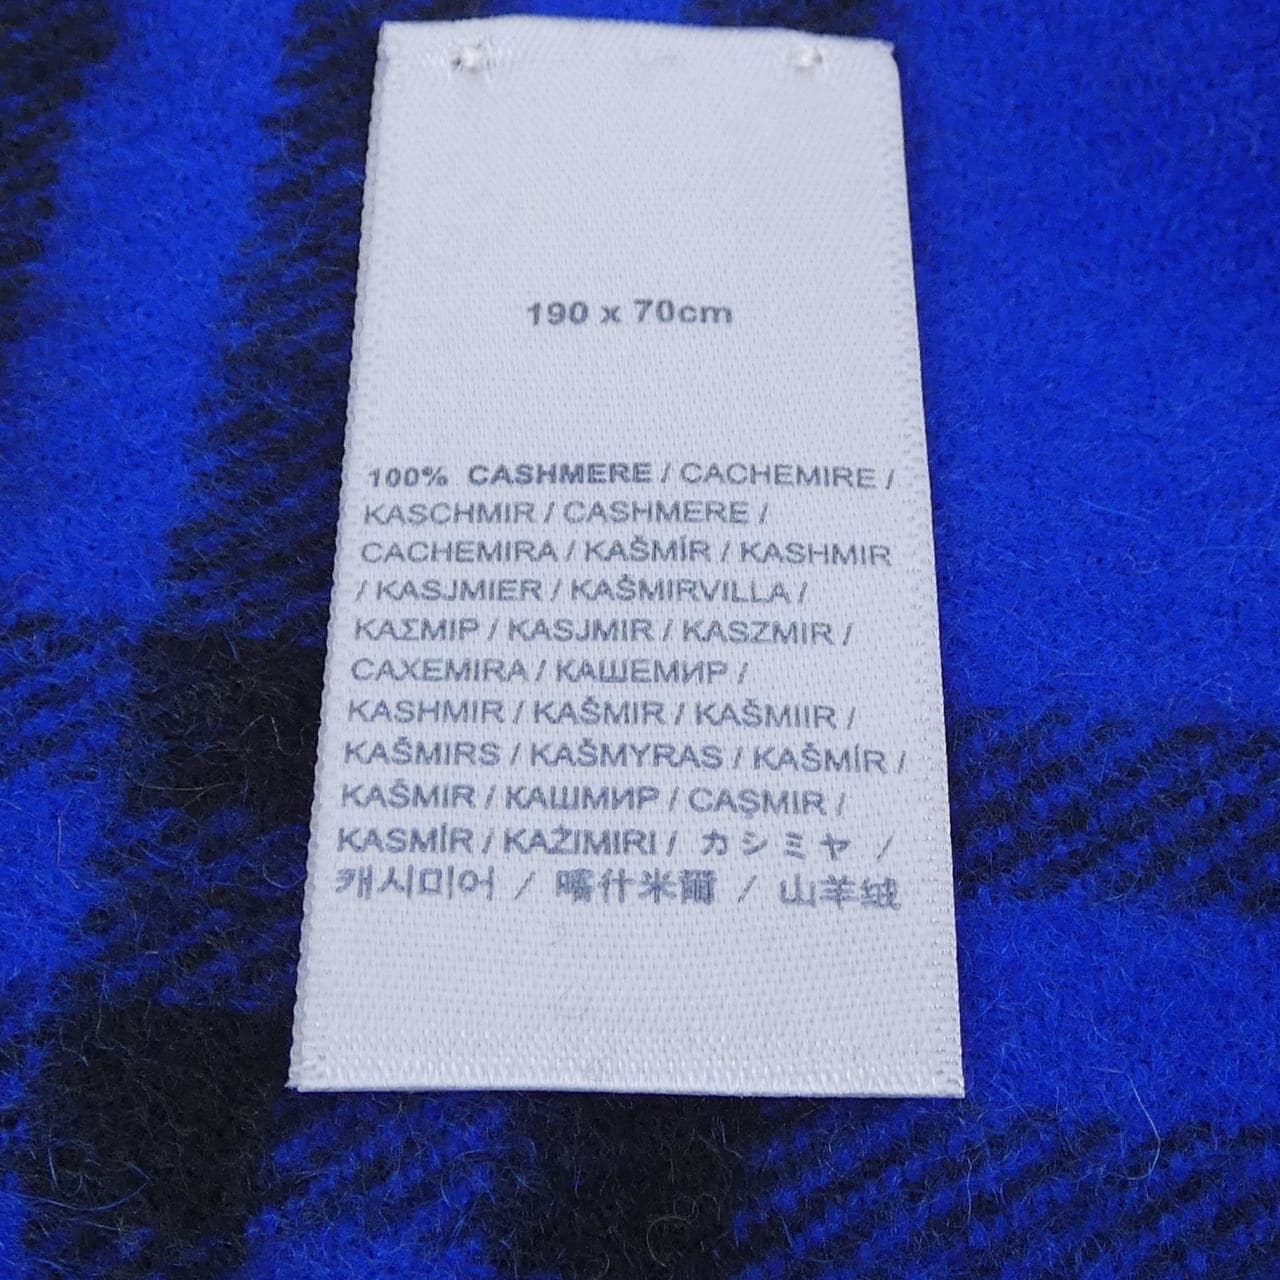 190 x 70cm
100% CASHMERE / CACHEMIRE /
KASCHMIR / CASHMERE /
CACHEMIRA / KAŠMÍR / KASHMIR
/ KASJMIER / KAŠMIRVILLA /
ΚΑΣΜΙΡ / KASJMIR / KASZMIR /
CAXEMIRA / КАШЕМИР /
KASHMIR / KAŠMIR / KAŠMIIR /
KAŠMIRS / KAŠMYRAS / KAŠMÍR /
KAŠMIR / КАШМИР / CAŞMIR /
KASMÍR / KAŻIMIRI / カシミヤ /
캐시미어 / 喀什米爾 / 山羊绒